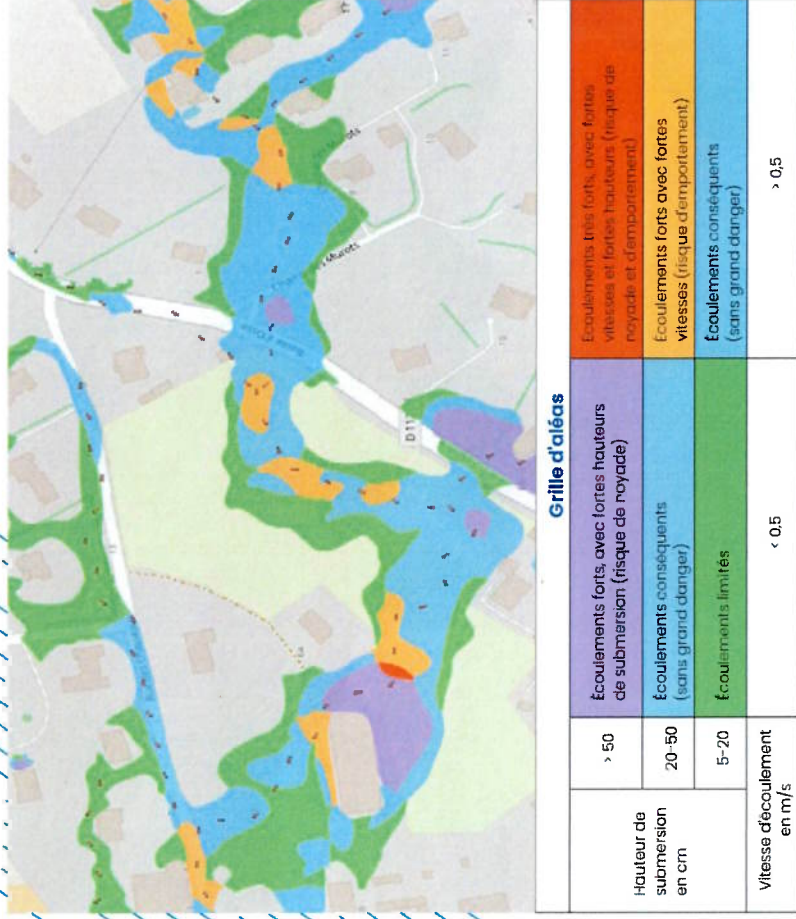 D11
Grille d'aléas
Hauteur de
submersion
en cm
> 50
Écoulements forts, avec fortes hauteurs
de submersion (risque de noyade)
Écoulements très forts, avec fortes
vitesses et fortes hauteurs (risque de
noyade et d'emportement)
20-50
Écoulements conséquents
(sans grand danger)
Écoulements forts avec fortes
vitesses (risque d'emportement)
5-20
Écoulements limités
Écoulements conséquents
(sans grand danger)
Vitesse d'écoulement
en m/s
< 0,5
> 0,5